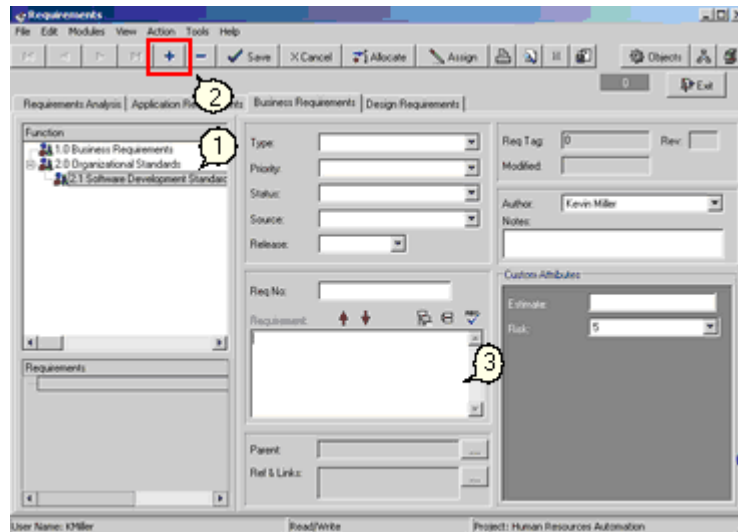 Requirements
File Edit Modules View Action Tools Help
+ − Save Cancel Allocate Assign Objects
2
0 Exit
Requirements Analysis Application Business Requirements Design Requirements
Function
1.0 Business Requirements
2.0 Organizational Standards
2.1 Software Development Standard
1
Type:
Priority:
Status:
Source:
Release:
Req Tag: 0 Rev:
Modified:
Author: Kevin Miller
Notes:
Req No:
Requirement:
3
Custom Attributes
Estimate:
Risk: 5
Requirements
Parent: ...
Ref & Links: ...
User Name: KMiller Read/Write Project: Human Resources Automation